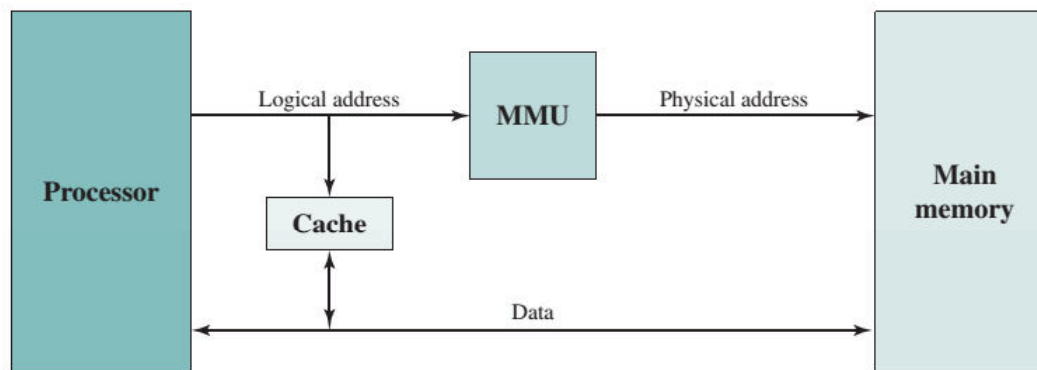 Logical address
Physical address
MMU
Processor
Cache
Main
memory
Data